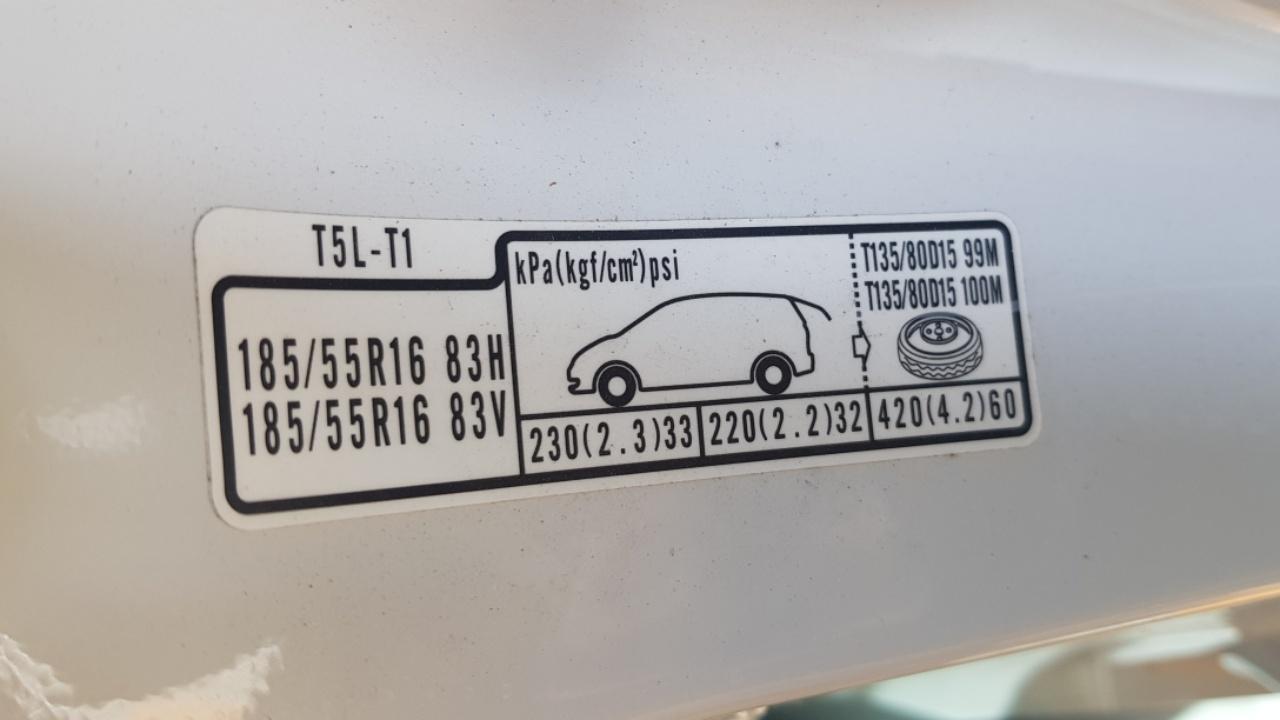 T5L-T1
185/55R16 83H
185/55R16 83V
kPa(kgf/cm²)psi
T135/80D15 99M
T135/80D15 100M
230(2.3)33
220(2.2)32
420(4.2)60